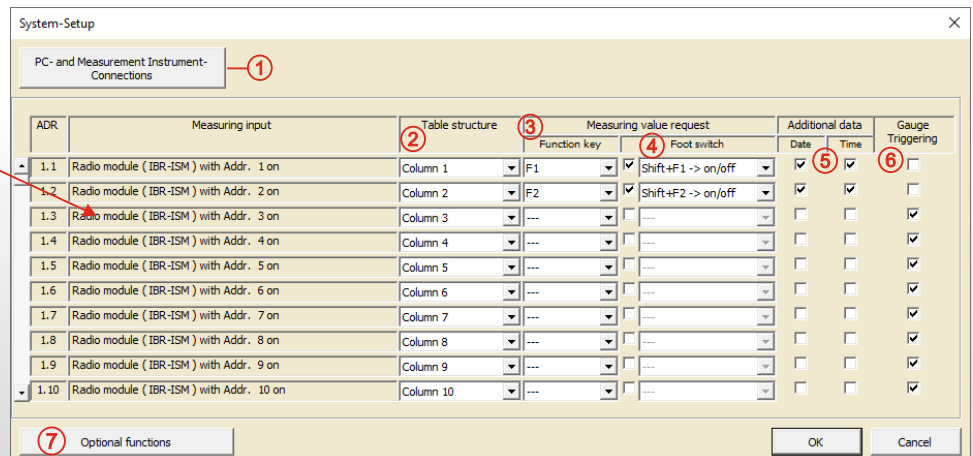 System-Setup
PC- and Measurement Instrument-
Connections
1
ADR Measuring input Table structure Measuring value request Additional data Gauge
Triggering
2 3 Function key 4 Foot switch Date Time
5 6
1.1 Radio module ( IBR-ISM ) with Addr. 1 on Column 1 F1 Shift+F1 -> on/off
1.2 Radio module ( IBR-ISM ) with Addr. 2 on Column 2 F2 Shift+F2 -> on/off
1.3 Radio module ( IBR-ISM ) with Addr. 3 on Column 3 --- ---
1.4 Radio module ( IBR-ISM ) with Addr. 4 on Column 4 --- ---
1.5 Radio module ( IBR-ISM ) with Addr. 5 on Column 5 --- ---
1.6 Radio module ( IBR-ISM ) with Addr. 6 on Column 6 --- ---
1.7 Radio module ( IBR-ISM ) with Addr. 7 on Column 7 --- ---
1.8 Radio module ( IBR-ISM ) with Addr. 8 on Column 8 --- ---
1.9 Radio module ( IBR-ISM ) with Addr. 9 on Column 9 --- ---
1.10 Radio module ( IBR-ISM ) with Addr. 10 on Column 10 --- ---
7 Optional functions OK Cancel